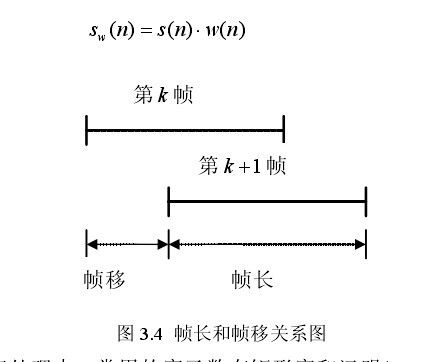 s_w(n) = s(n) · w(n)
第 k 帧
第 k +1 帧
帧移 帧长
图 3.4 帧长和帧移关系图